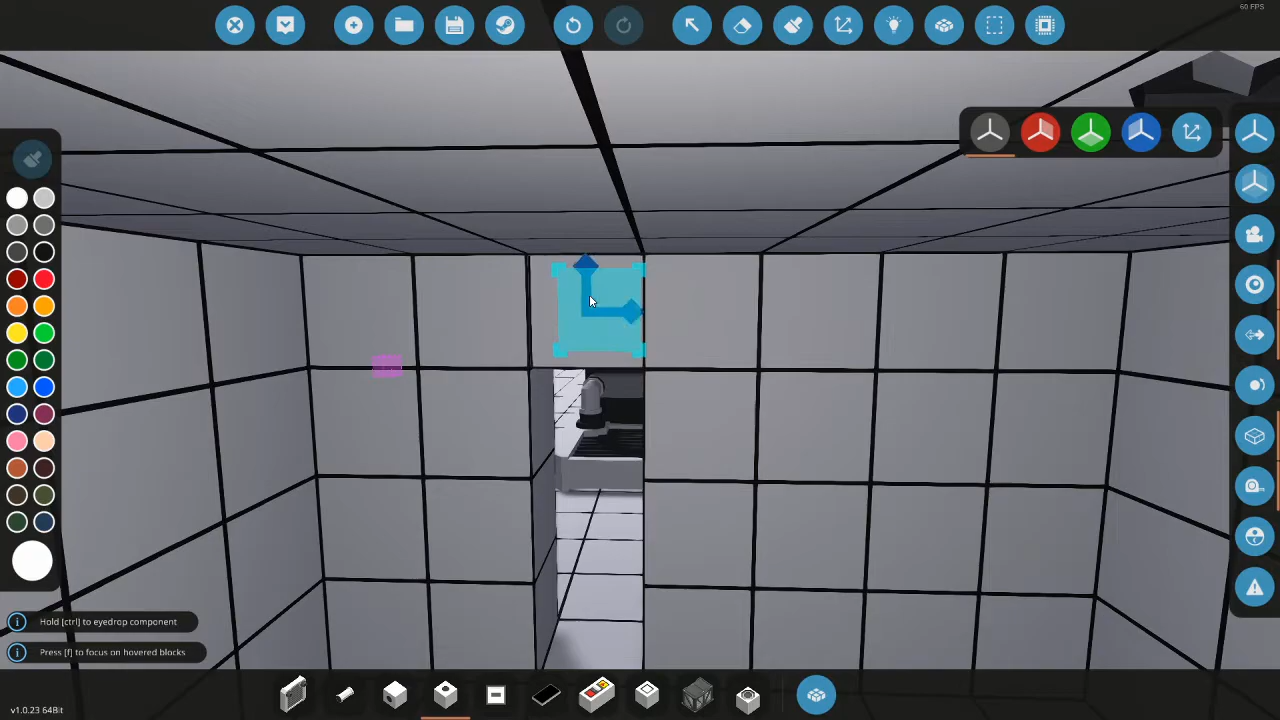 60 FPS
Hold [ctrl] to eyedrop component
Press [f] to focus on hovered blocks
v1.0.23 64Bit